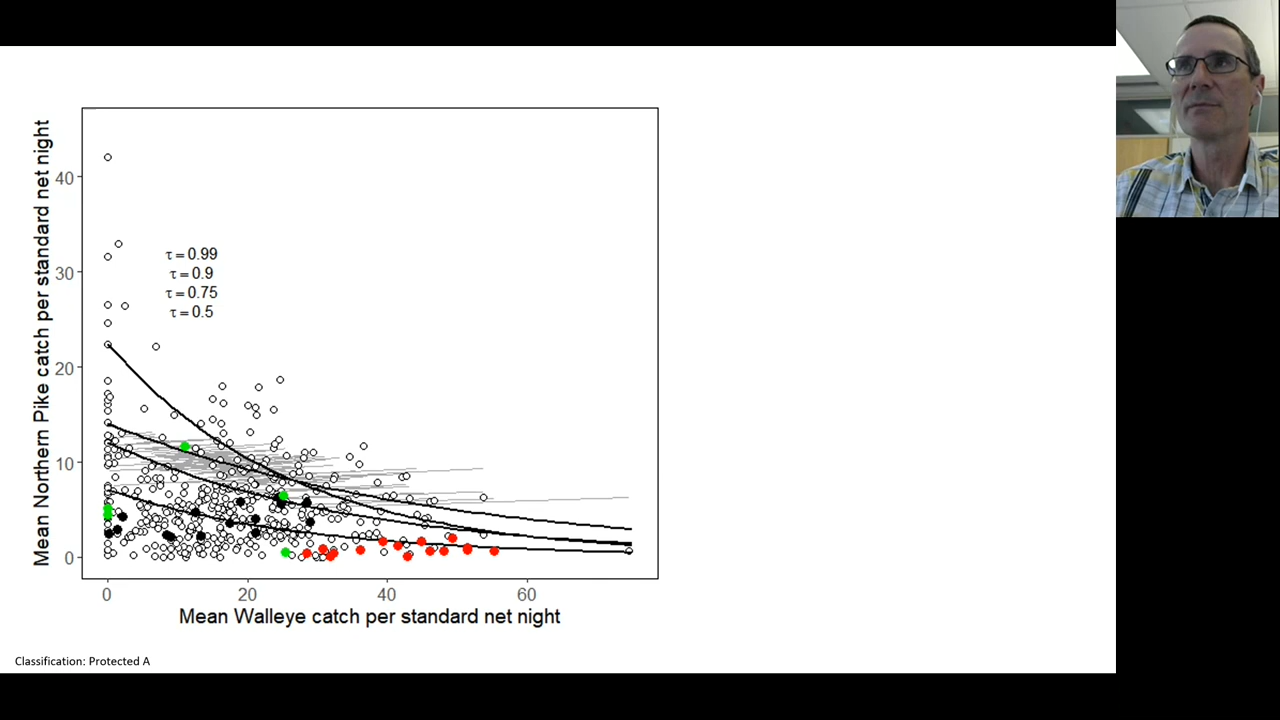 Mean Northern Pike catch per standard net night
40
30
20
10
0
τ = 0.99
τ = 0.9
τ = 0.75
τ = 0.5
0 20 40 60
Mean Walleye catch per standard net night
Classification: Protected A